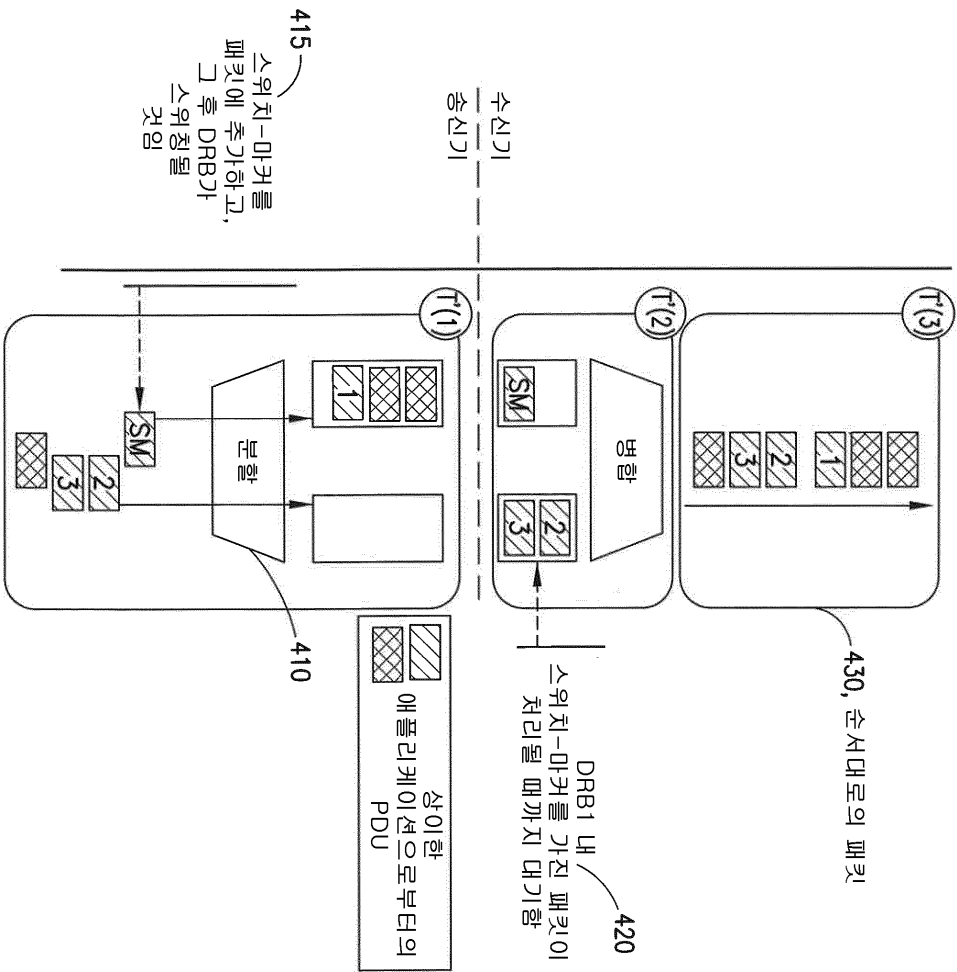 T'(3)
1
2
3
430, 순서대로의 패킷
T'(2)
병합
SM
2
3
DRB1 내
스위치-마커를 가진 패킷이
처리될 때까지 대기함
420
수신기
송신기
T'(1)
1
분할
410
SM
2
3
415
스위치-마커를
패킷에 추가하고,
그 후 DRB가
스위칭될
것임
상이한
애플리케이션으로부터의
PDU